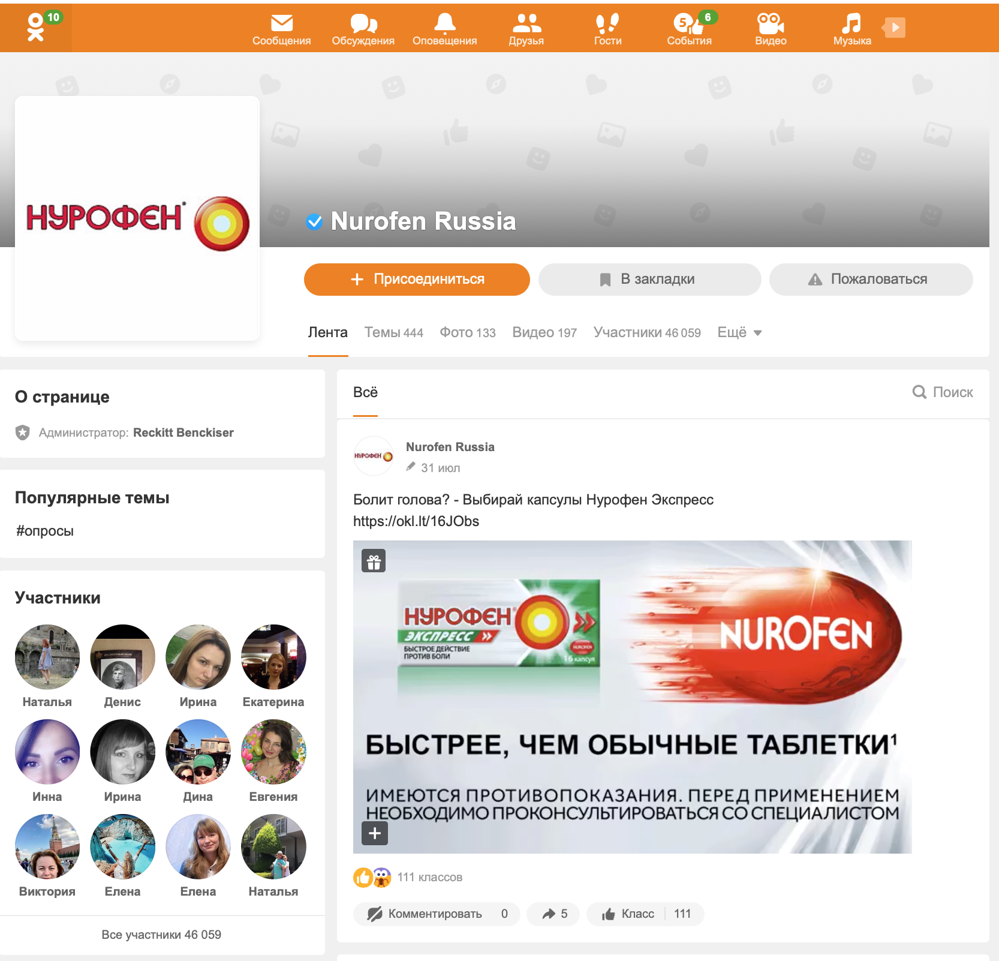 10
Сообщения
Обсуждения
Оповещения
Друзья
Гости
5
6
События
Видео
Музыка
НУРОФЕН®
Nurofen Russia
Присоединиться
В закладки
Пожаловаться
Лента
Темы 444
Фото 133
Видео 197
Участники 46 059
Ещё
О странице
Администратор: Reckitt Benckiser
Популярные темы
#опросы
Участники
Наталья
Денис
Ирина
Екатерина
Инна
Ирина
Дина
Евгения
Виктория
Елена
Елена
Наталья
Все участники 46 059
Всё
Поиск
НУРОФЕН
Nurofen Russia
31 июл
Болит голова? - Выбирай капсулы Нурофен Экспресс
https://okl.lt/16JObs
НУРОФЕН®
ЭКСПРЕСС
БЫСТРОЕ ДЕЙСТВИЕ
ПРОТИВ БОЛИ
NUROFEN
16 капсул
NUROFEN
БЫСТРЕЕ, ЧЕМ ОБЫЧНЫЕ ТАБЛЕТКИ¹
ИМЕЮТСЯ ПРОТИВОПОКАЗАНИЯ. ПЕРЕД ПРИМЕНЕНИЕМ
НЕОБХОДИМО ПРОКОНСУЛЬТИРОВАТЬСЯ СО СПЕЦИАЛИСТОМ
111 классов
Комментировать 0
5
Класс 111